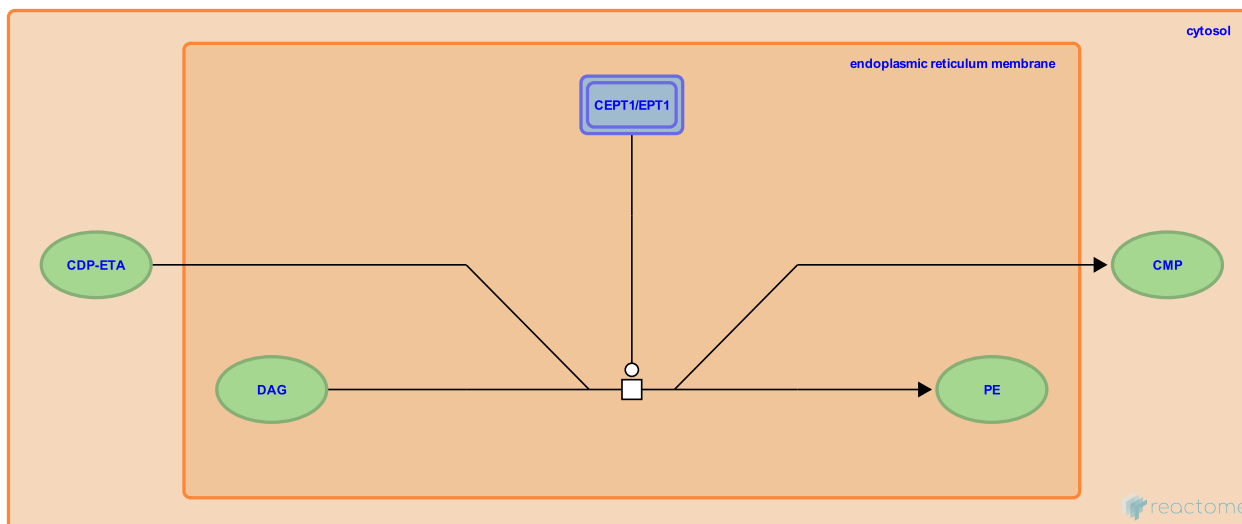 cytosol
endoplasmic reticulum membrane
CEPT1/EPT1
CDP-ETA
CMP
DAG
PE
reactome